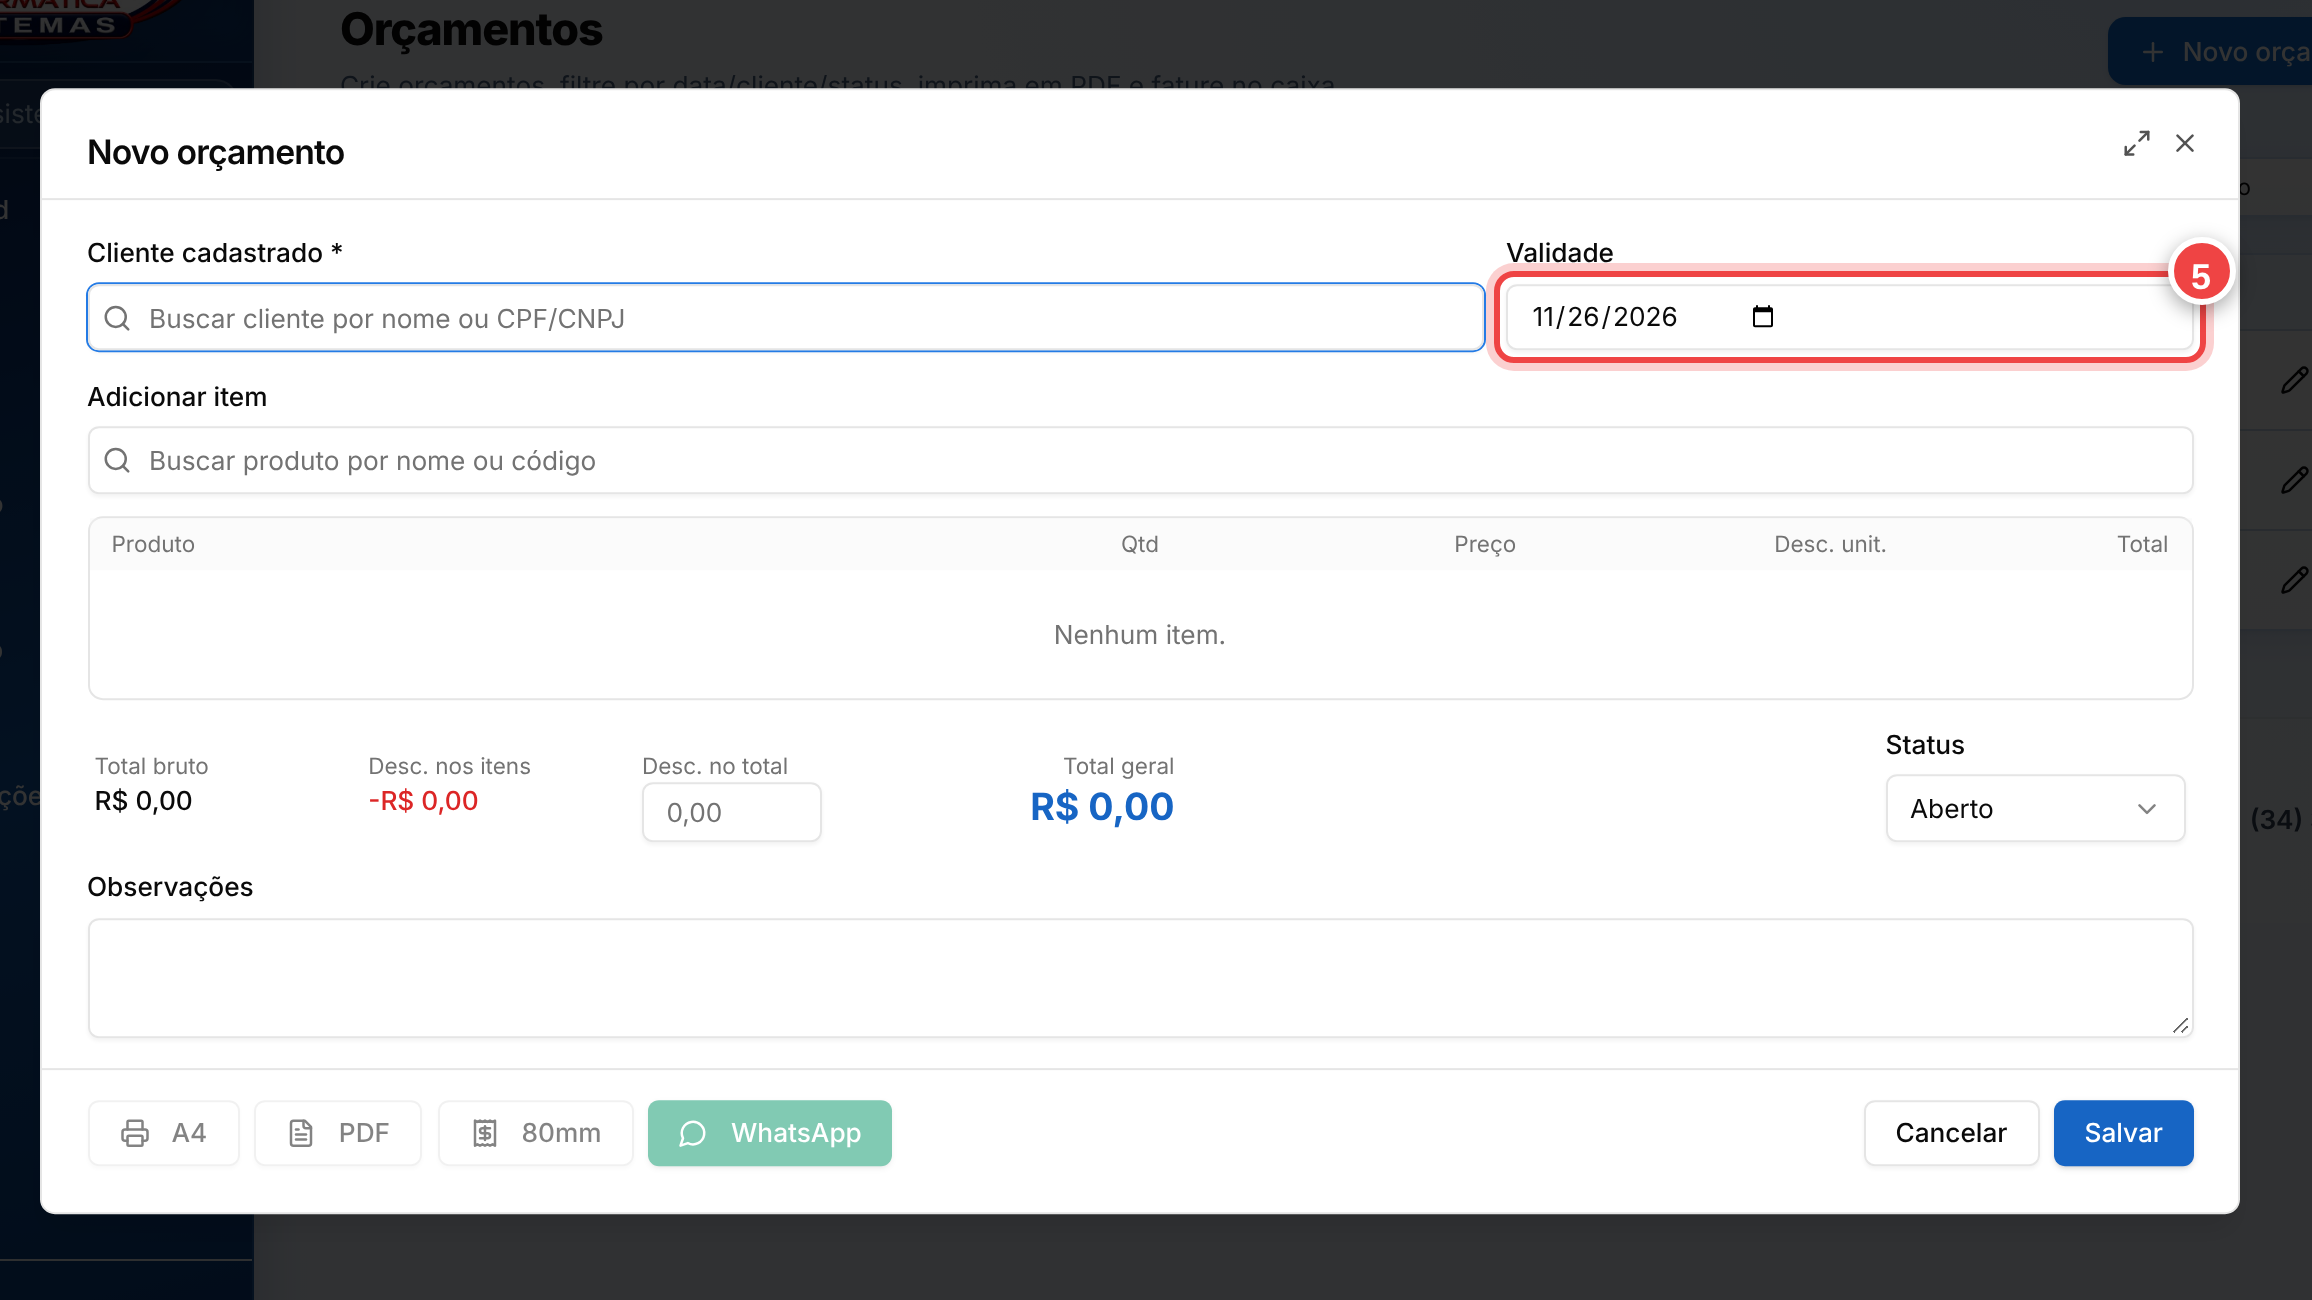 TEMAS
Orçamentos
Novo orça
Crie orçamentos, filtre por data/cliente/status, imprima em PDF e fature no caixa.
Novo orçamento
Cliente cadastrado *
Validade
5
Buscar cliente por nome ou CPF/CNPJ
11/26/2026
Adicionar item
Buscar produto por nome ou código
Produto Qtd Preço Desc. unit. Total
Nenhum item.
Status
Total bruto Desc. nos itens Desc. no total Total geral
R$ 0,00 -R$ 0,00 0,00 R$ 0,00 Aberto
(34)
Observações
A4 PDF 80mm WhatsApp Cancelar Salvar